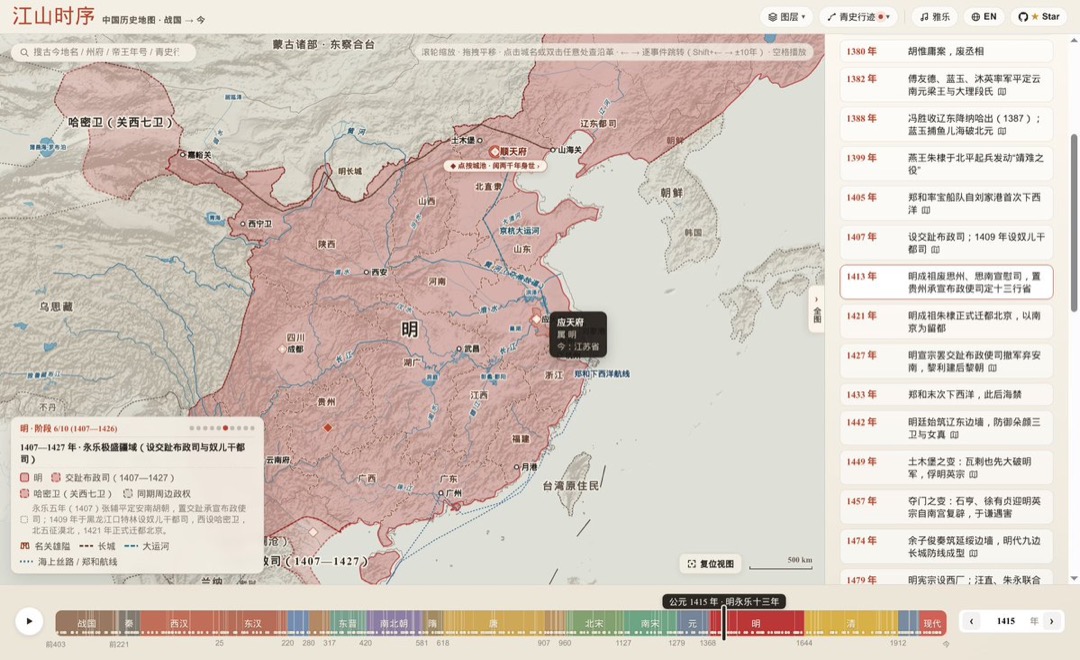 江山时序
中国历史地图 · 战国 → 今
图层
青史行迹
雅乐
EN
Star
搜古今地名 / 州府 / 帝王年号 / 青史行
滚轮缩放 · 拖拽平移 · 点击城名或双击任意处查沿革 · ← → 逐事件跳转（Shift+← → ±10年） · 空格播放
蒙古诸部 · 东察合台
哈密卫（关西七卫）
嘉峪关
黄 河
土木堡
顺天府
山海关
辽东都司
辽河
朝鲜
◆ 点按城池 · 阅两千年身世 ›
明长城
北直隶
山西
朝鲜
韩国
青海
西宁卫
大清河
京杭大运河
山东
陕西
渭 水
西安
河南
淮 水
乌思藏
明
应天府
属 明
今：江苏省
›
全
图
四川
成都
长 江
武昌
长江
湖广
浙江
郑和下西洋航线
江西
贵州
不丹
福建
云南府
月港
广西
广东
珠 江
广州
台湾原住民
司（1407—1427）
兰纳
明 · 阶段 6/10 (1407—1426)
1407—1427 年 · 永乐极盛疆域（设交趾布政司与奴儿干都
司）
明
交趾布政司（1407—1427）
哈密卫（关西七卫）
同期周边政权
永乐五年（1407）张辅平定安南胡朝，置交趾承宣布政使
司；1409 年于黑龙江口特林设奴儿干都司，西设哈密卫，
北五征漠北，1421 年正式迁都北京。
名关雄隘
长城
大运河
海上丝路 / 郑和航线
复位视图
500 km
1380 年
胡惟庸案，废丞相
1382 年
傅友德、蓝玉、沐英率军平定云
南元梁王与大理段氏
1388 年
冯胜收辽东降纳哈出（1387）；
蓝玉捕鱼儿海破北元
1399 年
燕王朱棣于北平起兵发动“靖难之
役”
1405 年
郑和率宝船队自刘家港首次下西
洋
1407 年
设交趾布政司；1409 年设奴儿干
都司
1413 年
明成祖废思州、思南宣慰司，置
贵州承宣布政使司定十三行省
1421 年
明成祖朱棣正式迁都北京，以南
京为留都
1427 年
明宣宗罢交趾布政使司撤军弃安
南，黎利建后黎朝
1433 年
郑和末次下西洋，此后海禁
1442 年
明廷始筑辽东边墙，防御朵颜三
卫与女真
1449 年
土木堡之变：瓦剌也先大破明
军，俘明英宗
1457 年
夺门之变：石亨、徐有贞迎明英
宗自南宫复辟，于谦遇害
1474 年
余子俊奏筑延绥边墙，明代九边
长城防线成型
1479 年
明宪宗设西厂；汪直、朱永联合
公元 1415 年 · 明永乐十三年
战国
秦
西汉
东汉
东晋
南北朝
隋
唐
北宋
南宋
元
明
清
现代
前403
前221
25
220
280
317
420
581
618
907
960
1127
1279
1368
1644
1912
今
‹
1415
年
›